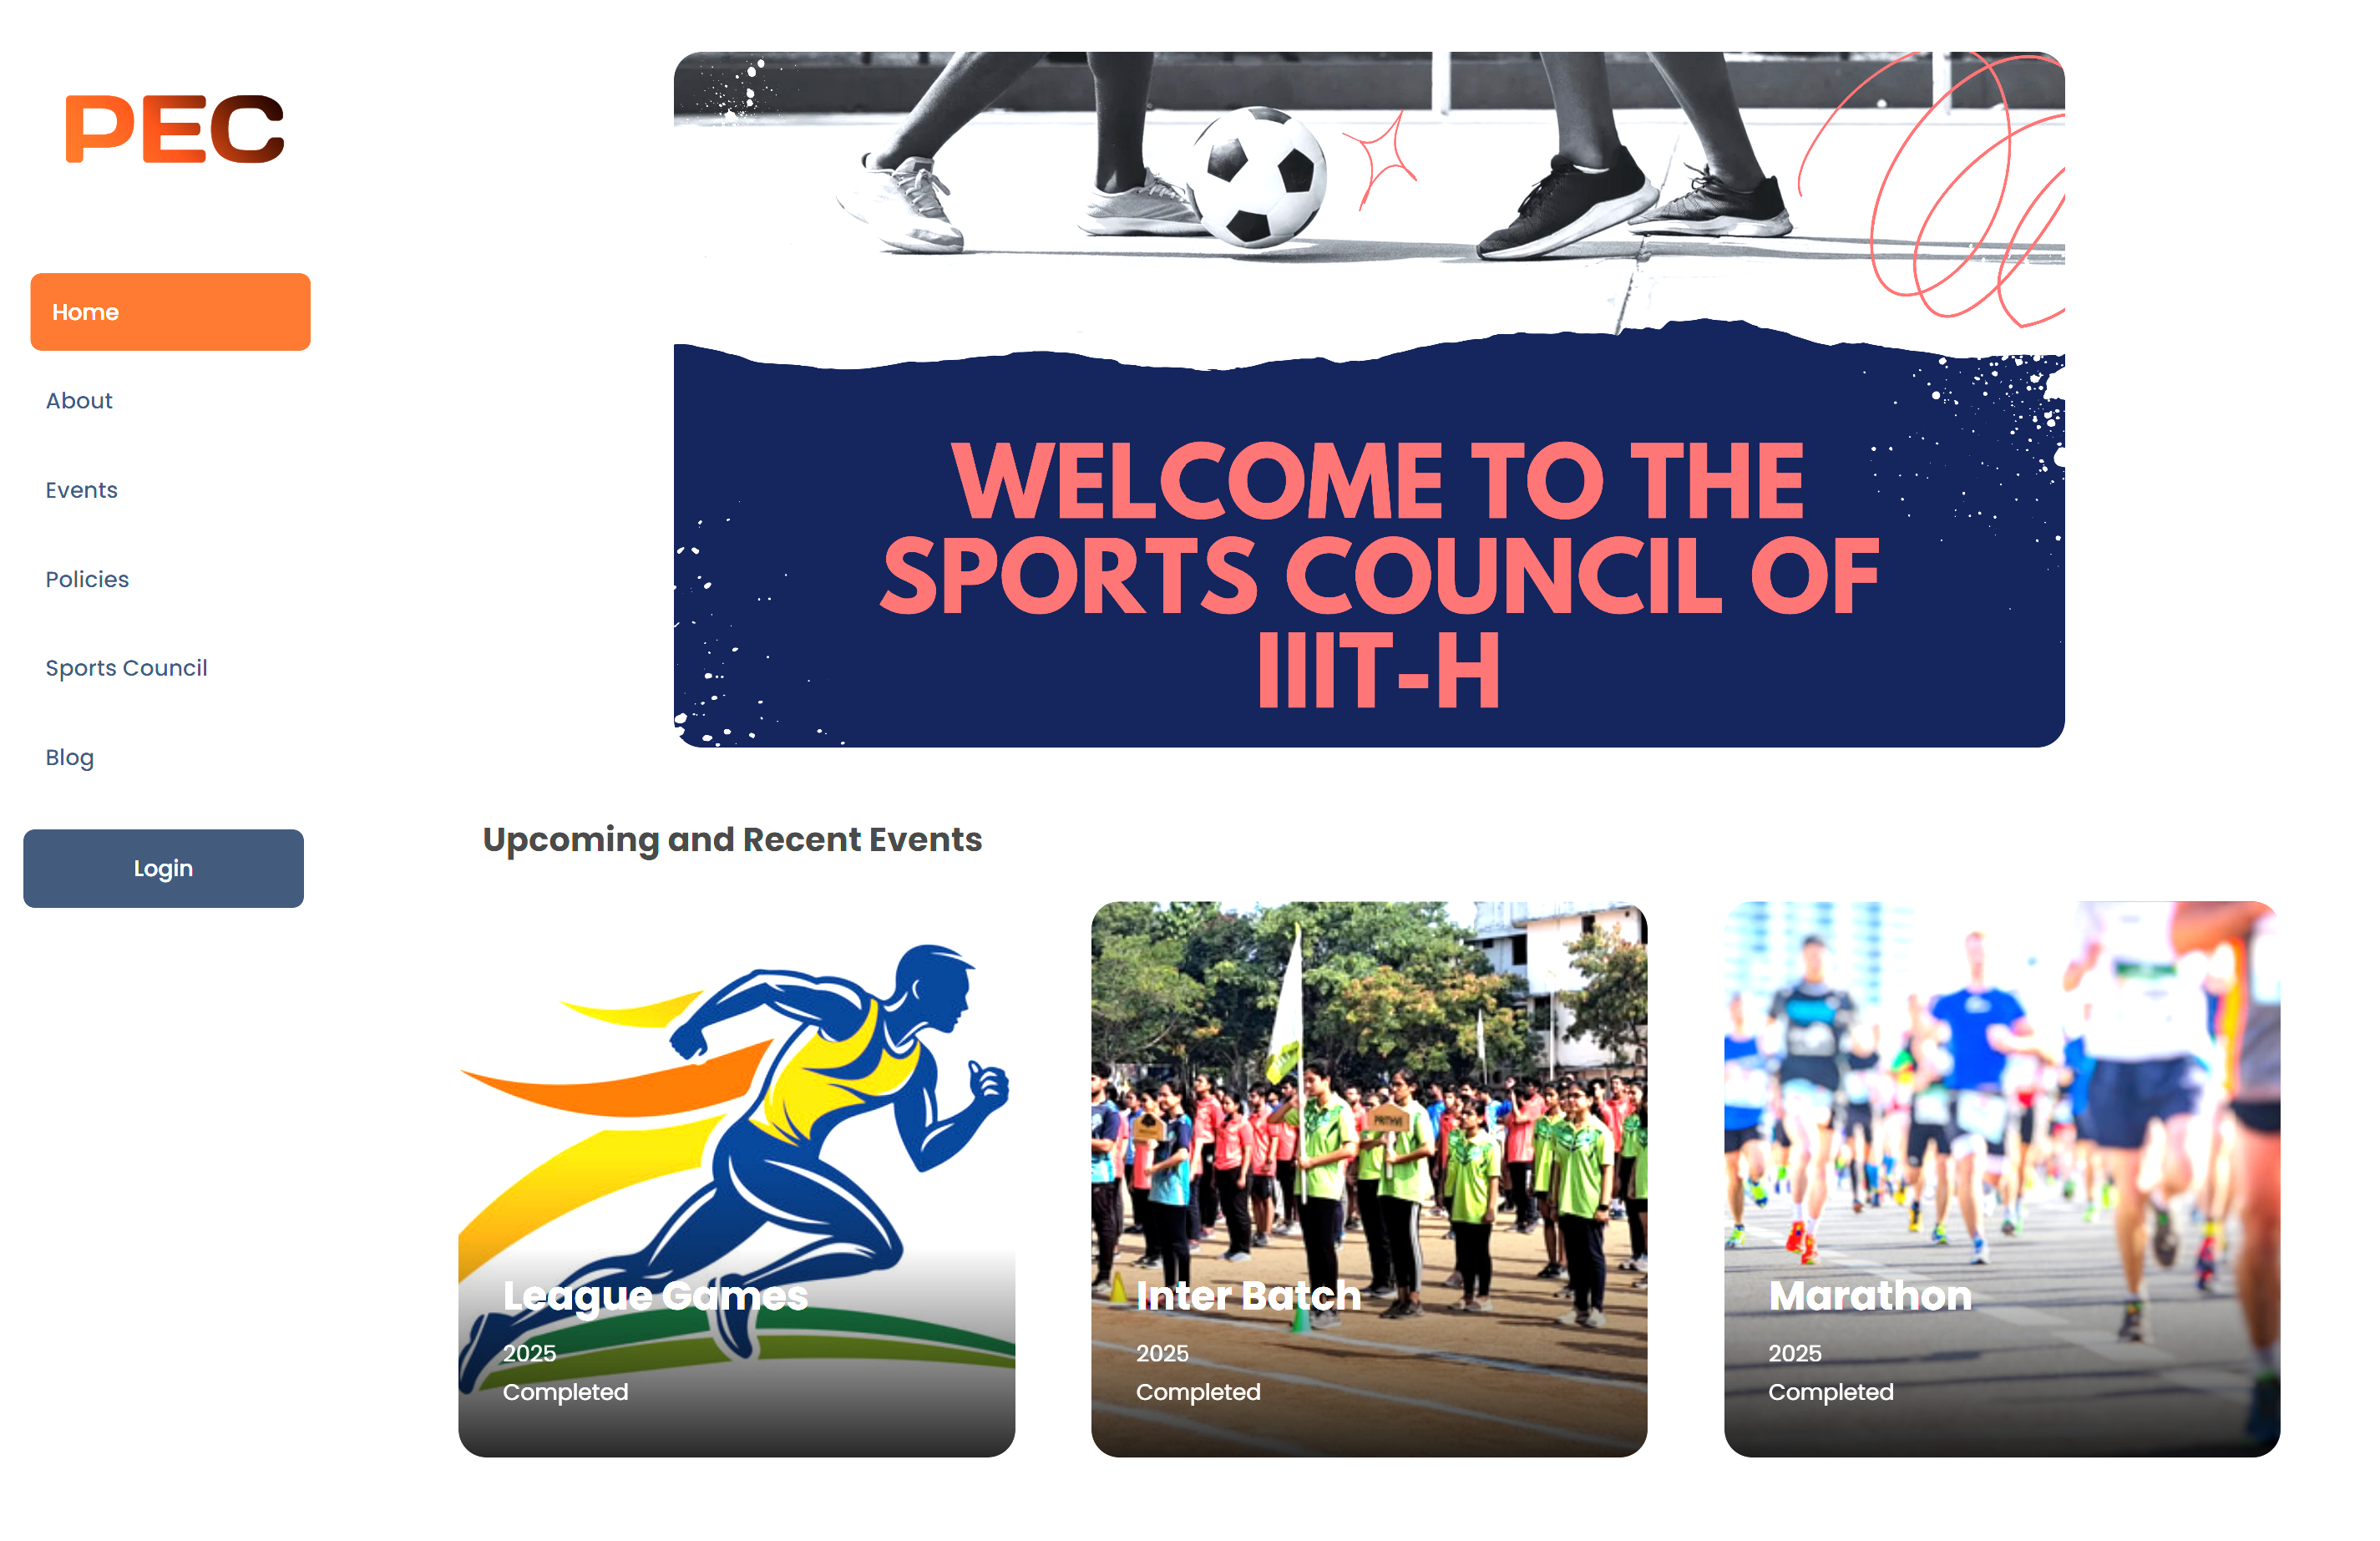 PEC
Home
About
Events
Policies
Sports Council
Blog
Login
WELCOME TO THE
SPORTS COUNCIL OF
IIIT-H
Upcoming and Recent Events
League Games
2025
Completed
PRITHVI
Inter Batch
2025
Completed
Marathon
2025
Completed